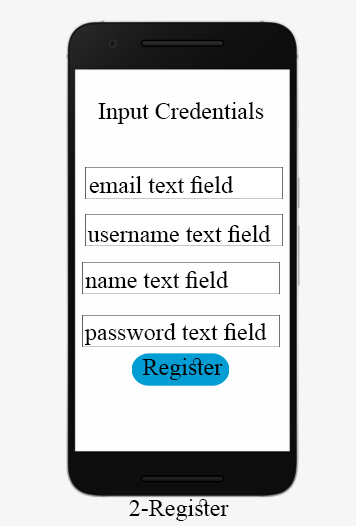 Input Credentials
email text field
username text field
name text field
password text field
Register
2-Register